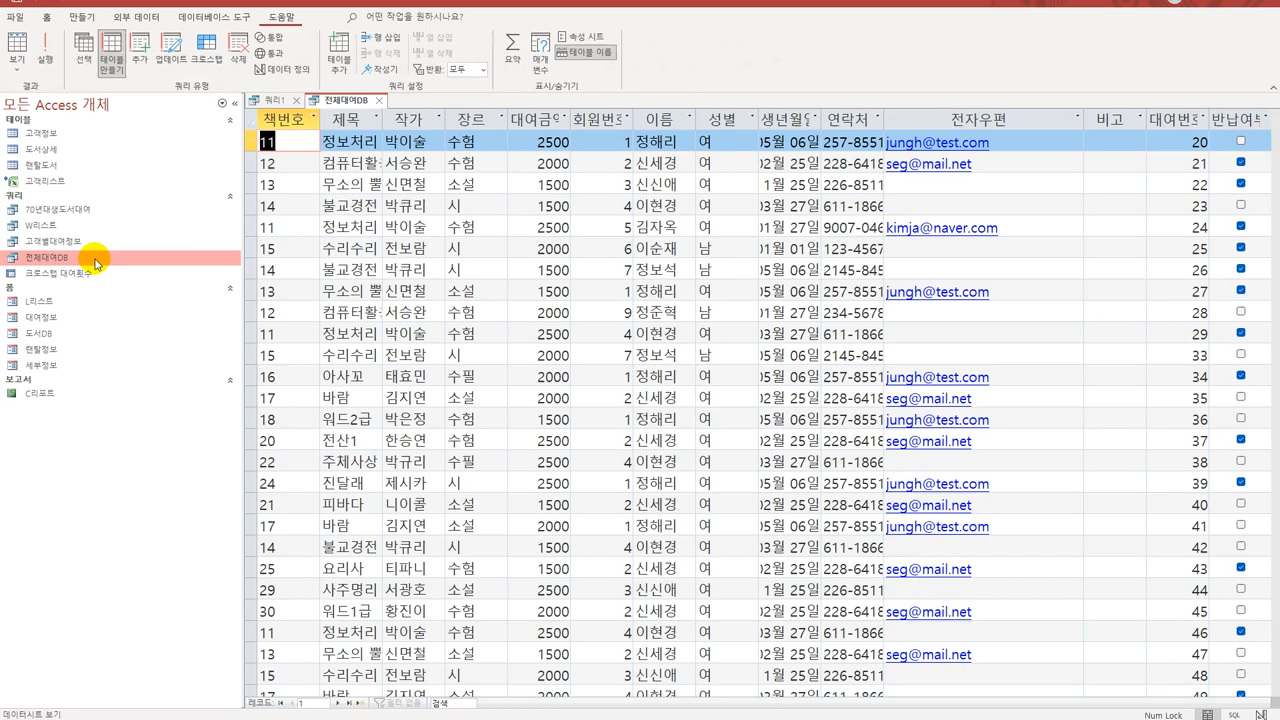 파일 홈 만들기 외부 데이터 데이터베이스 도구 도움말 어떤 작업을 원하시나요?
보기 실행 선택 테이블 만들기 추가 업데이트 크로스탭 삭제 통합 통과 데이터 정의 테이블 추가 행 삽입 행 삭제 작성기 열 삽입 열 삭제 반환: 모두 요약 매개 변수 속성 시트 테이블 이름
결과 쿼리 유형 쿼리 설정 표시/숨기기
모든 Access 개체
테이블
고객정보
도서상세
랜탈도서
고객리스트
쿼리
70년대생도서대여
W리스트
고객별대여정보
전체대여DB
크로스탭 대여횟수
폼
L리스트
대여정보
도서DB
랜탈정보
세부정보
보고서
C리포트
쿼리1 전체대여DB
책번호 제목 작가 장르 대여금액 회원번호 이름 성별 생년월일 연락처 전자우편 비고 대여번호 반납여부
11 정보처리 박이술 수험 2500 1 정해리 여 05월 06일 257-8551 jungh@test.com 20
12 컴퓨터활 서승완 수험 2000 2 신세경 여 02월 25일 228-6418 seg@mail.net 21
13 무소의 뿔 신면철 소설 1500 3 신신애 여 1월 25일 226-8511 22
14 불교경전 박큐리 시 1500 4 이현경 여 03월 27일 611-1866 23
11 정보처리 박이술 수험 2500 5 김자옥 여 03월 06일 9007-046 kimja@naver.com 24
15 수리수리 전보람 시 2000 6 이순재 남 01월 01일 123-4567 25
14 불교경전 박큐리 시 1500 7 정보석 남 05월 06일 2145-845 26
13 무소의 뿔 신면철 소설 1500 1 정해리 여 05월 06일 257-8551 jungh@test.com 27
12 컴퓨터활 서승완 수험 2000 9 정준혁 남 02월 01일 234-5678 28
11 정보처리 박이술 수험 2500 4 이현경 여 03월 27일 611-1866 29
15 수리수리 전보람 시 2000 7 정보석 남 05월 06일 2145-845 33
16 아사꼬 태효민 수필 2000 1 정해리 여 05월 06일 257-8551 jungh@test.com 34
17 바람 김지연 소설 2000 2 신세경 여 02월 25일 228-6418 seg@mail.net 35
18 워드2급 박은정 수험 2000 1 정해리 여 05월 06일 257-8551 jungh@test.com 36
20 전산1 한승연 수험 2500 2 신세경 여 02월 25일 228-6418 seg@mail.net 37
22 주체사상 박규리 수필 2500 4 이현경 여 03월 27일 611-1866 38
24 진달래 제시카 시 2500 1 정해리 여 05월 06일 257-8551 jungh@test.com 39
21 피바다 니이콜 소설 1500 2 신세경 여 02월 25일 228-6418 seg@mail.net 40
17 바람 김지연 소설 2000 1 정해리 여 05월 06일 257-8551 jungh@test.com 41
14 불교경전 박큐리 시 1500 4 이현경 여 03월 27일 611-1866 42
25 요리사 티파니 수험 1500 2 신세경 여 02월 25일 228-6418 seg@mail.net 43
29 사주명리 서광호 소설 1500 3 신신애 여 1월 25일 226-8511 44
30 워드1급 황진이 수험 2000 2 신세경 여 02월 25일 228-6418 seg@mail.net 45
11 정보처리 박이술 수험 2500 4 이현경 여 03월 27일 611-1866 46
13 무소의 뿔 신면철 소설 1500 2 신세경 여 02월 25일 228-6418 seg@mail.net 47
15 수리수리 전보람 시 2000 3 신신애 여 1월 25일 226-8511 48
17 바람 김지연 소설 2000 4 이현경 여 03월 27일 611-1866 49
레코드: 1 필터 없음 검색
데이터시트 보기 Num Lock SQL